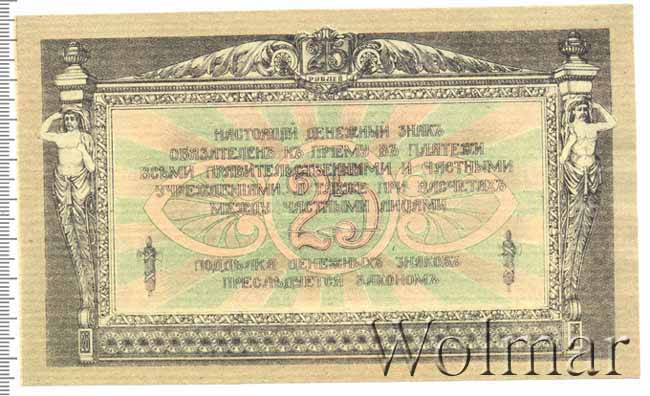 25
РУБЛЕЙ
НАСТОЯЩІЙ ДЕНЕЖНЫЙ ЗНАКЪ
ОБЯЗАТЕЛЕНЪ КЪ ПРІЕМУ ВЪ ПЛАТЕЖИ
ВСѢМИ ПРАВИТЕЛЬСТВЕННЫМИ И ЧАСТНЫМИ
УЧРЕЖДЕНІЯМИ, А ТАКЖЕ ПРИ РАСЧЕТАХЪ
МЕЖДУ ЧАСТНЫМИ ЛИЦАМИ
25
ПОДДѢЛКА ДЕНЕЖНЫХЪ ЗНАКОВЪ
ПРЕСЛѢДУЕТСЯ ЗАКОНОМЪ
Wolmar